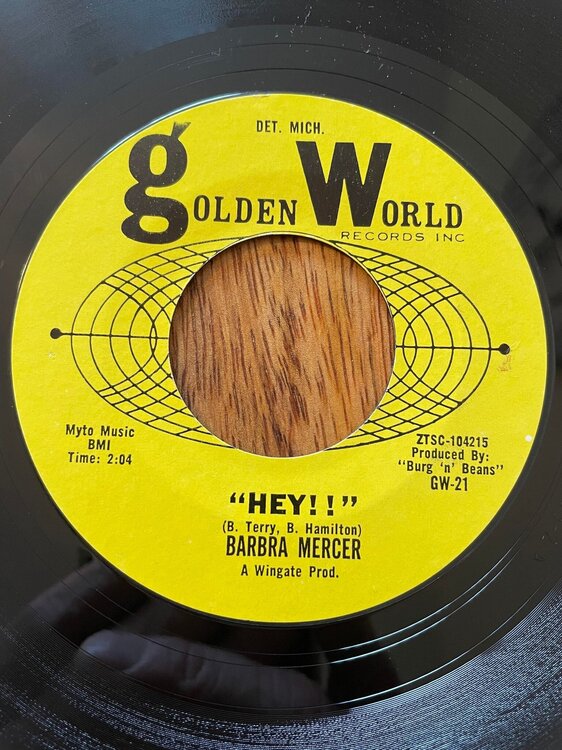 DET. MICH.
gOLDEN WORLD
RECORDS INC
Myto Music
BMI
Time: 2:04
ZTSC-104215
Produced By:
"Burg 'n' Beans"
GW-21
"HEY!!"
(B. Terry, B. Hamilton)
BARBRA MERCER
A Wingate Prod.